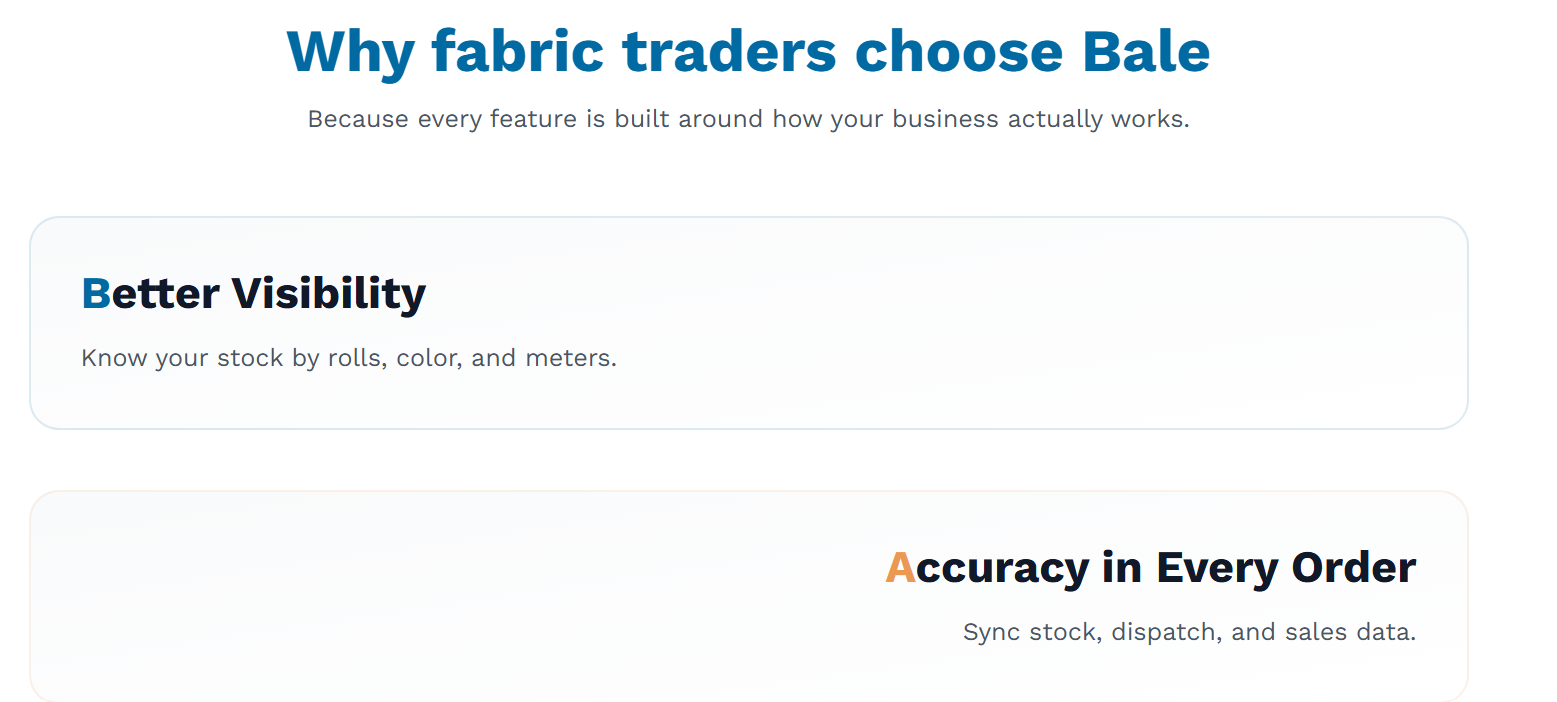 Why fabric traders choose Bale
Because every feature is built around how your business actually works.
Better Visibility
Know your stock by rolls, color, and meters.
Accuracy in Every Order
Sync stock, dispatch, and sales data.